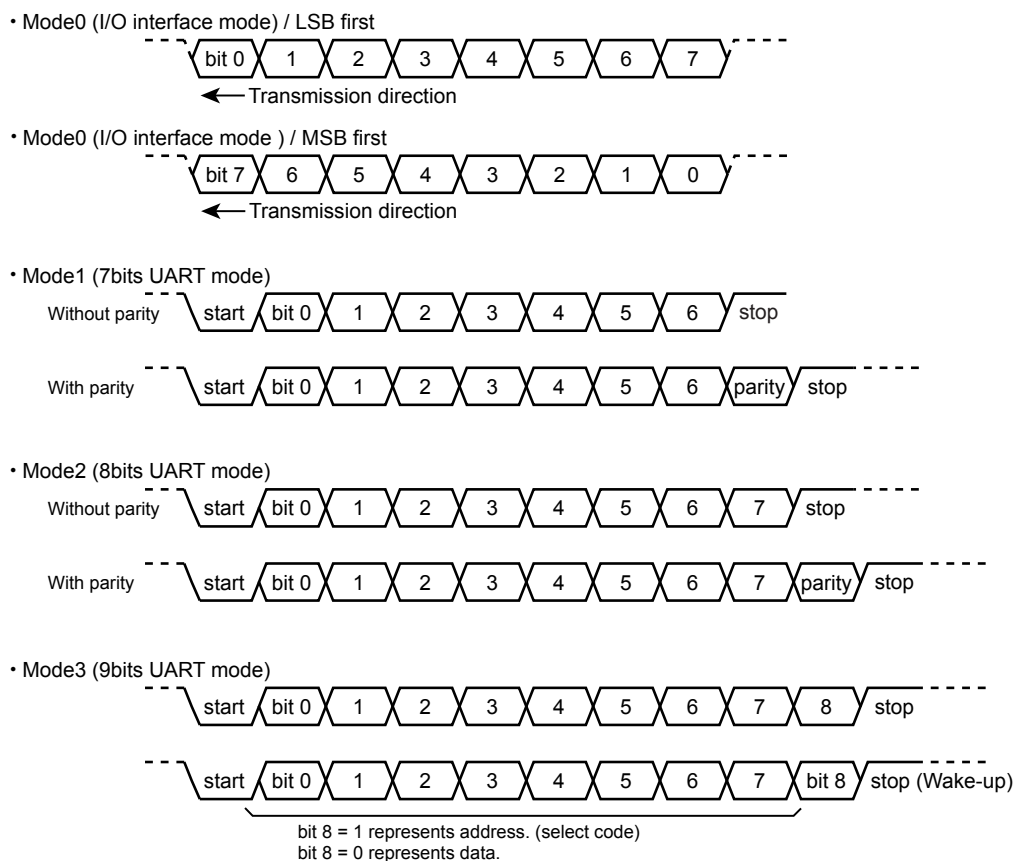 ・Mode0 (I/O interface mode) / LSB first
bit 0 1 2 3 4 5 6 7
Transmission direction
・Mode0 (I/O interface mode ) / MSB first
bit 7 6 5 4 3 2 1 0
Transmission direction
・Mode1 (7bits UART mode)
Without parity start bit 0 1 2 3 4 5 6 stop
With parity start bit 0 1 2 3 4 5 6 parity stop
・Mode2 (8bits UART mode)
Without parity start bit 0 1 2 3 4 5 6 7 stop
With parity start bit 0 1 2 3 4 5 6 7 parity stop
・Mode3 (9bits UART mode)
start bit 0 1 2 3 4 5 6 7 8 stop
start bit 0 1 2 3 4 5 6 7 bit 8 stop (Wake-up)
bit 8 = 1 represents address. (select code)
bit 8 = 0 represents data.